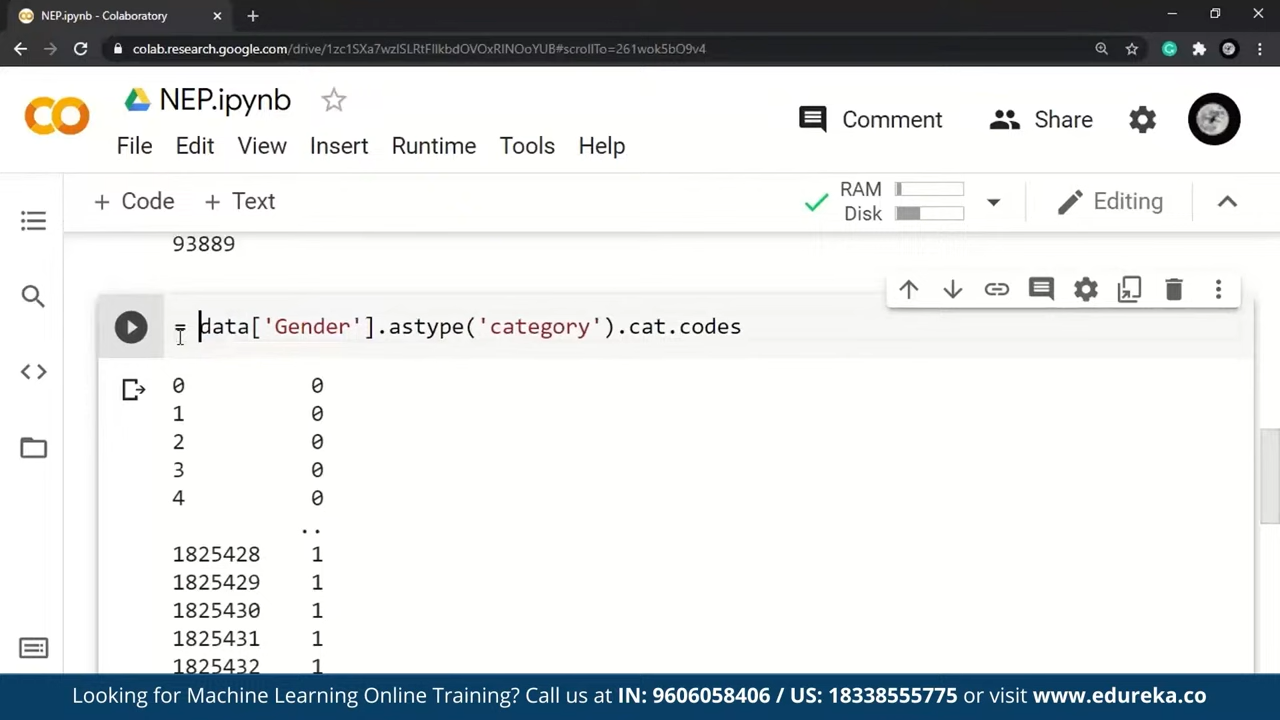 NEP.ipynb - Colaboratory
colab.research.google.com/drive/1zc1SXa7wzlSLRtFIlkbdOVOxRINOoYUB#scrollTo=261wok5bO9v4
NEP.ipynb
Comment
Share
File Edit View Insert Runtime Tools Help
+ Code + Text
RAM
Disk
Editing
93889
= data['Gender'].astype('category').cat.codes
0 0
1 0
2 0
3 0
4 0
..
1825428 1
1825429 1
1825430 1
1825431 1
1825432 1
Looking for Machine Learning Online Training? Call us at IN: 9606058406 / US: 18338555775 or visit www.edureka.co